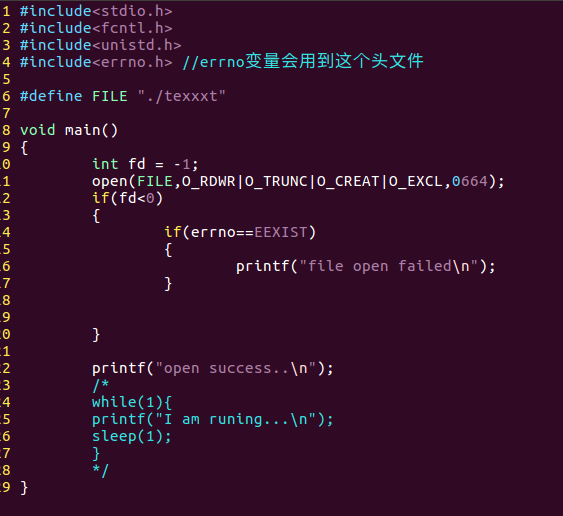 1 #include<stdio.h>
2 #include<fcntl.h>
3 #include<unistd.h>
4 #include<errno.h> //errno变量会用到这个头文件
5
6 #define FILE "./texxxt"
7
8 void main()
9 {
0         int fd = -1;
1         open(FILE,O_RDWR|O_TRUNC|O_CREAT|O_EXCL,0664);
2         if(fd<0)
3         {
4                 if(errno==EEXIST)
5                 {
6                         printf("file open failed\n");
7                 }
8
9
0         }
1
2         printf("open success..\n");
3         /*
4         while(1){
5         printf("I am runing...\n");
6         sleep(1);
7         }
8         */
9 }